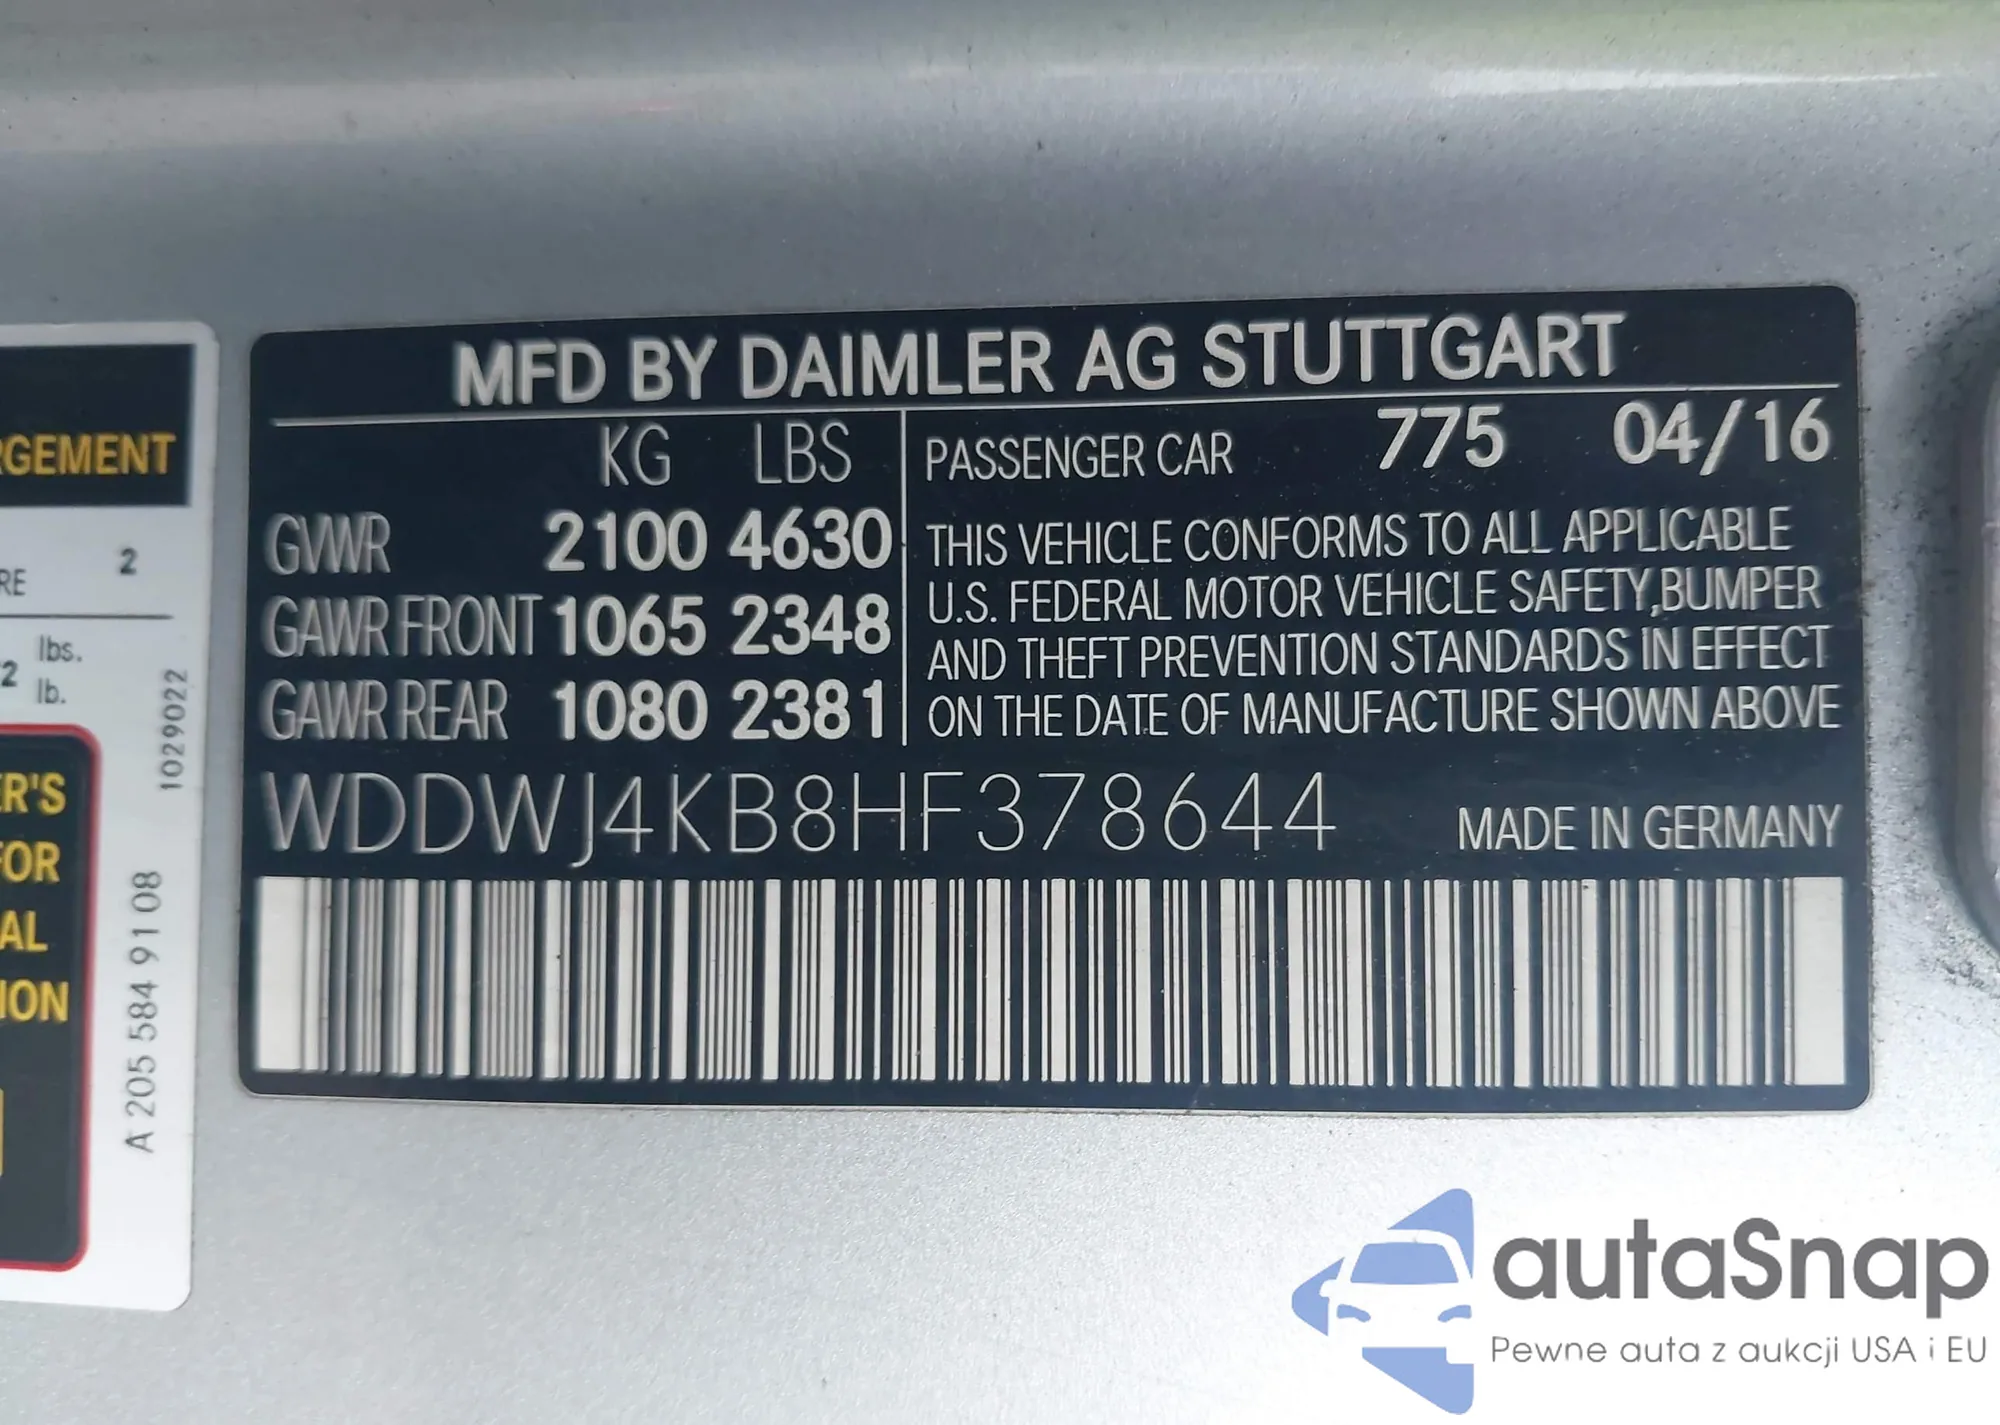 MFD BY DAIMLER AG STUTTGART
KG LBS
GVWR 2100 4630
GAWR FRONT 1065 2348
GAWR REAR 1080 2381
PASSENGER CAR 775 04/16
THIS VEHICLE CONFORMS TO ALL APPLICABLE
U.S. FEDERAL MOTOR VEHICLE SAFETY,BUMPER
AND THEFT PREVENTION STANDARDS IN EFFECT
ON THE DATE OF MANUFACTURE SHOWN ABOVE
WDDWJ4KB8HF378644 MADE IN GERMANY
RGEMENT
RE 2
2 lbs.
lb.
ER'S
FOR
AL
ION
1029022
A 205 584 91 08
autaSnap
Pewne auta z aukcji USA i EU